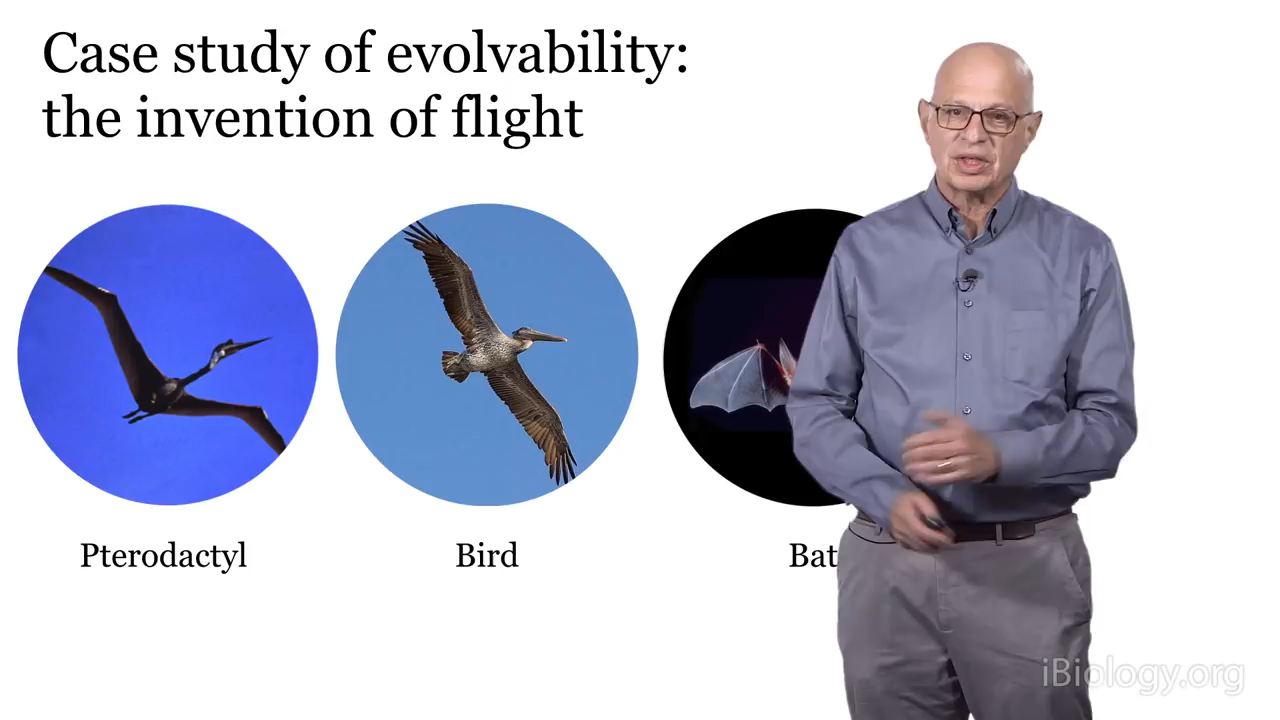 Case study of evolvability:
the invention of flight
Pterodactyl
Bird
Bat
iBiology.org